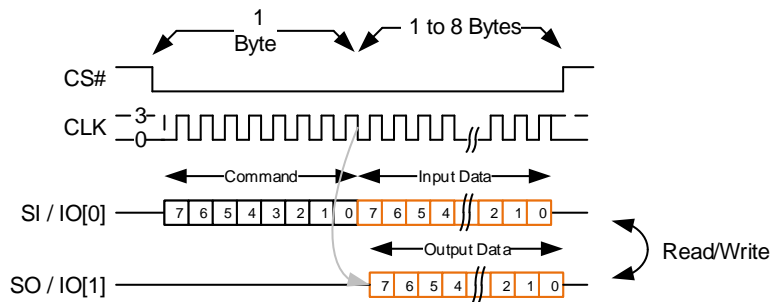 1
Byte
1 to 8 Bytes
CS#
CLK
3
0
Command
Input Data
SI / IO[0]
7 6 5 4 3 2 1 0 7 6 5 4 2 1 0
Output Data
Read/Write
SO / IO[1]
7 6 5 4 2 1 0